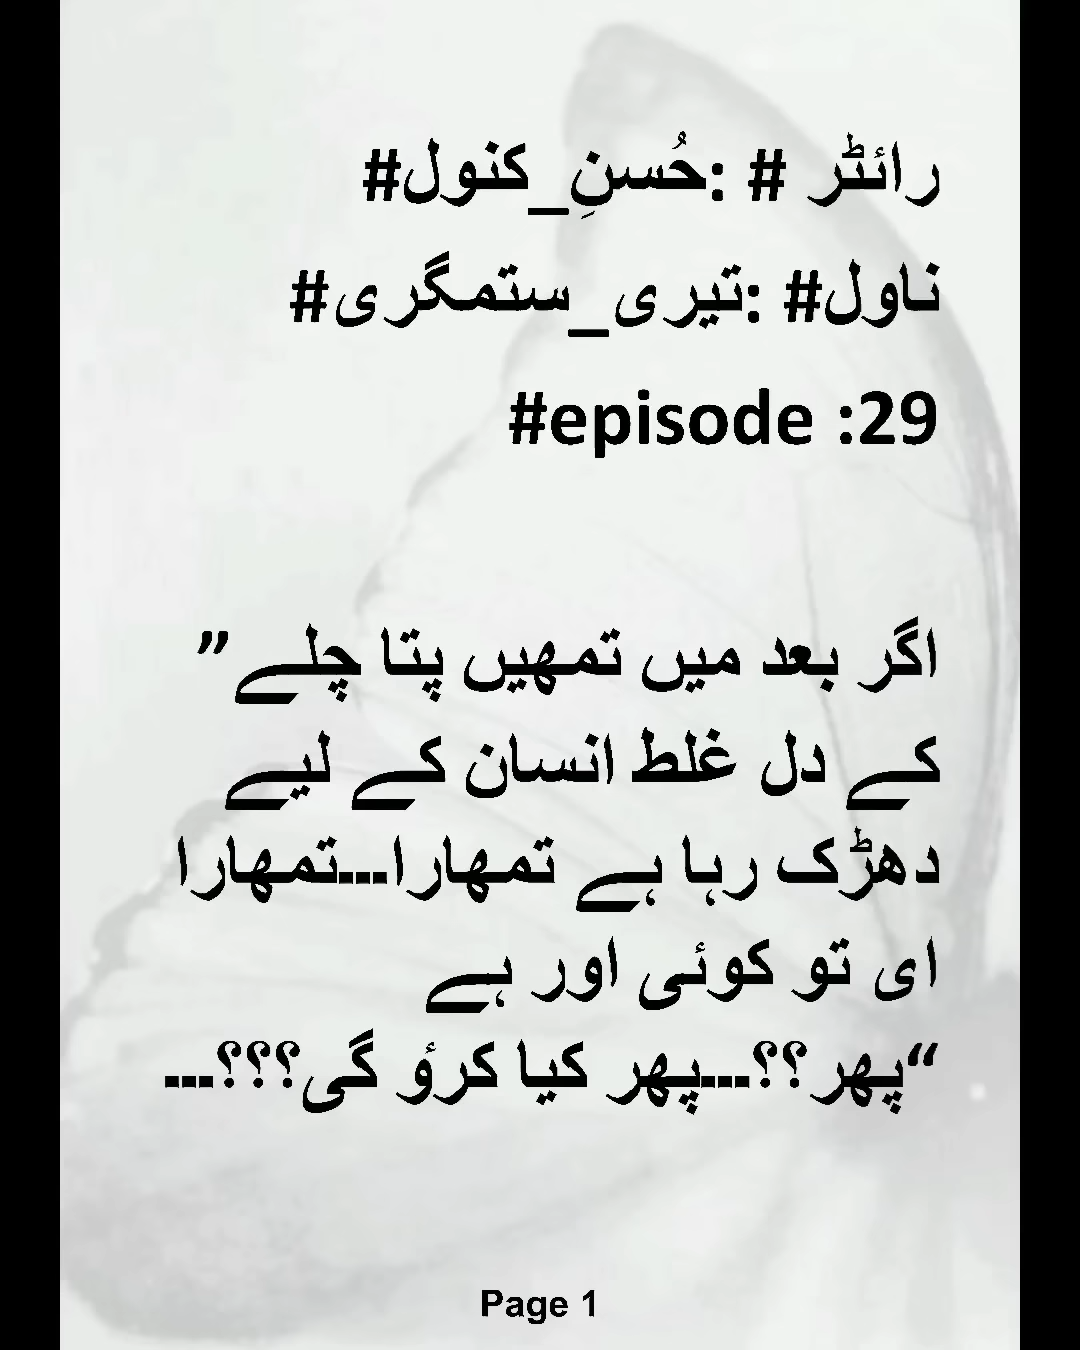 رائٹر # :حُسنِ_کنول#
ناول# :تیری_ستمگری#
#episode :29
اگر بعد میں تمھیں پتا چلے”
کے دل غلط انسان کے لیے
دھڑک رہا ہے تمھارا...تمھارا
ای تو کوئی اور ہے
“پھر؟؟...پھر کیا کرؤ گی؟؟؟...
Page 1